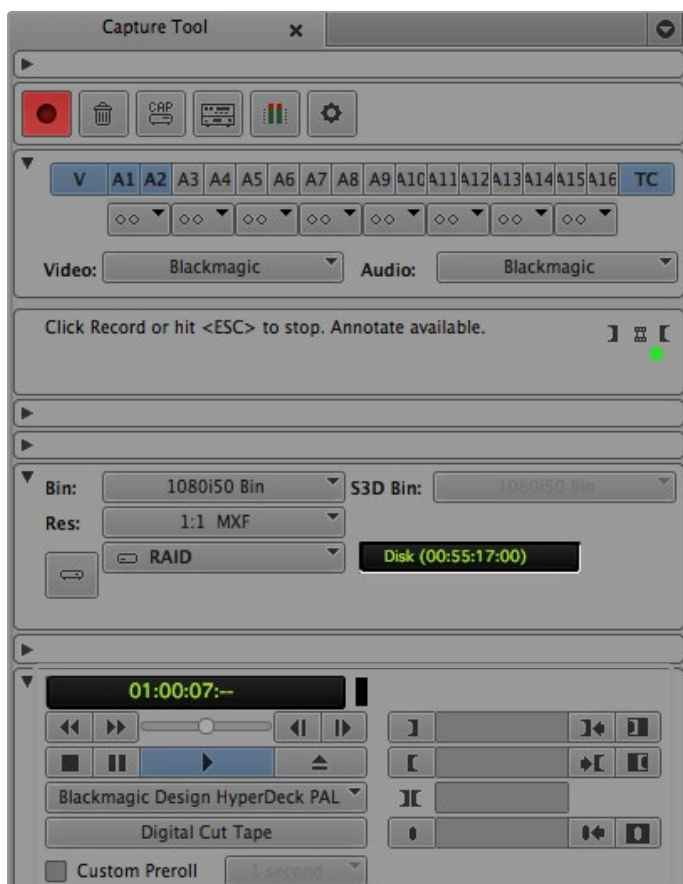 Capture Tool
CAP
V A1 A2 A3 A4 A5 A6 A7 A8 A9 A10 A11 A12 A13 A14 A15 A16 TC
Video: Blackmagic Audio: Blackmagic
Click Record or hit <ESC> to stop. Annotate available.
Bin: 1080i50 Bin S3D Bin: 1080i50 Bin
Res: 1:1 MXF
RAID Disk (00:55:17:00)
01:00:07:--
Blackmagic Design HyperDeck PAL
Digital Cut Tape
Custom Preroll 1 second